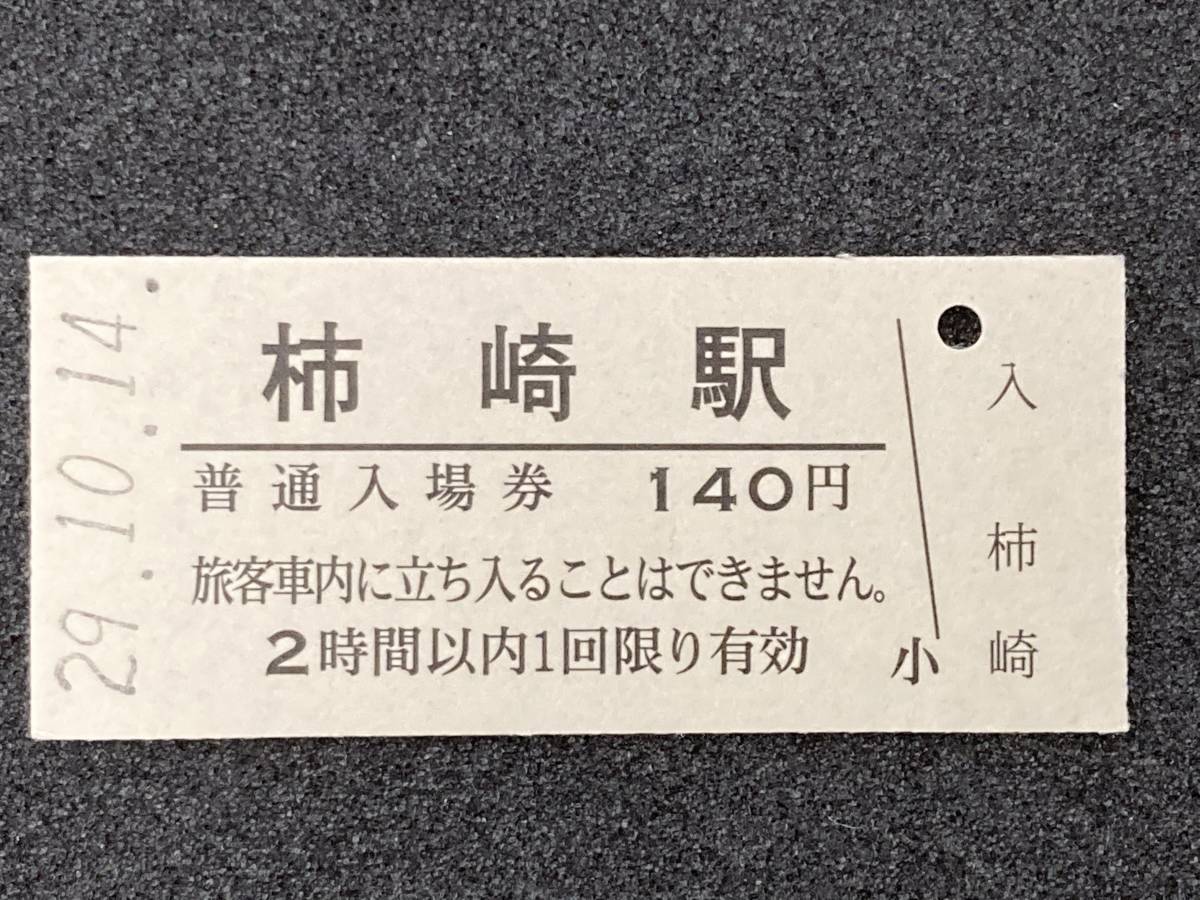 29.10.14.
柿崎駅
普通入場券 140円
旅客車内に立ち入ることはできません。
2時間以内1回限り有効
小
入
柿
崎